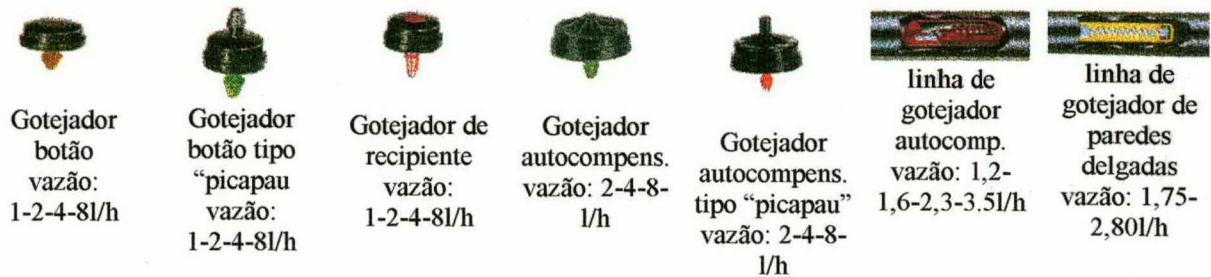 Gotejador
botão
vazão:
1-2-4-8l/h
Gotejador
botão tipo
“picapau
vazão:
1-2-4-8l/h
Gotejador de
recipiente
vazão:
1-2-4-8l/h
Gotejador
autocompens.
vazão: 2-4-8-
l/h
Gotejador
autocompens.
tipo “picapau”
vazão: 2-4-8-
l/h
linha de
gotejador
autocomp.
vazão: 1,2-
1,6-2,3-3.5l/h
linha de
gotejador de
paredes
delgadas
vazão: 1,75-
2,80l/h